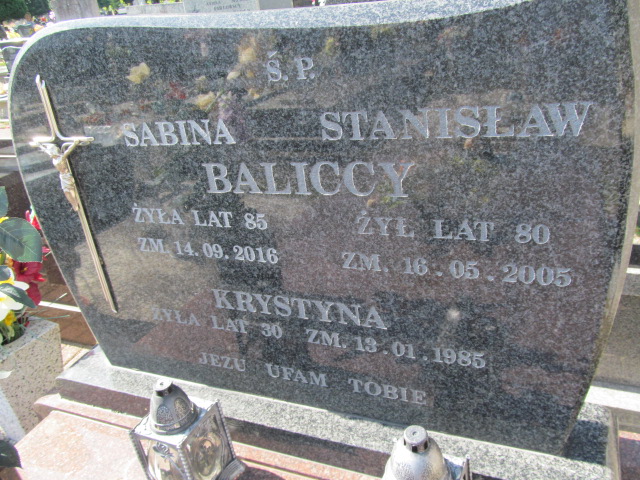 Ś. P.
SABINA STANISŁAW
BALICCY
ŻYŁA LAT 85 ŻYŁ LAT 80
ZM. 14.09.2016 ZM. 16.05.2005
KRYSTYNA
ŻYŁA LAT 30 ZM. 13.01.1985
JEZU UFAM TOBIE